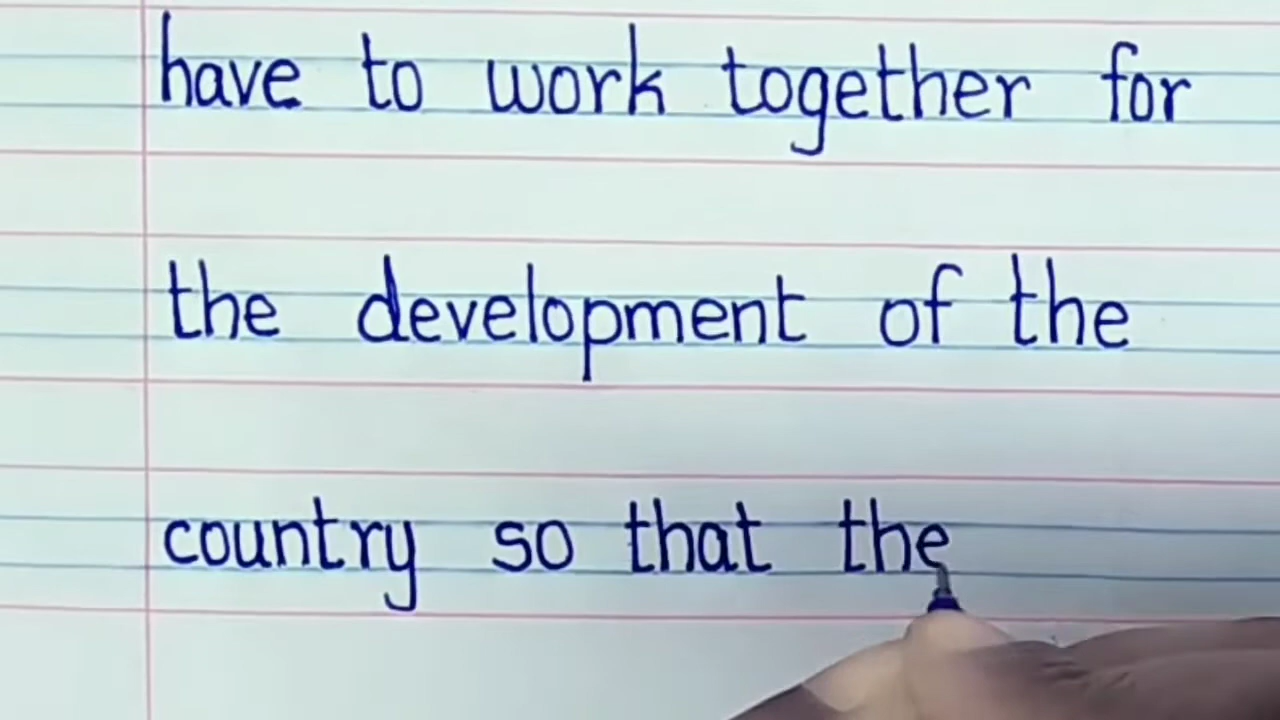 have to work together for
the development of the
country so that the